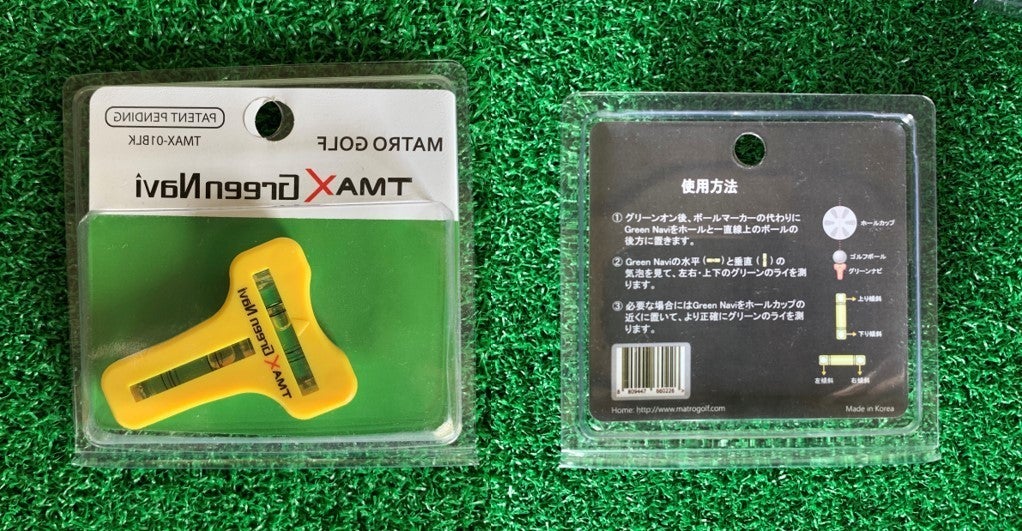 PATENT PENDING
TMAX-01BLK
MATRO GOLF
TMAX GreenNavi
TMAX Green Navi
使用方法
① グリーンオン後、ボールマーカーの代わりに
Green Naviをホールと一直線上のボールの
後方に置きます。
② Green Naviの水平( )と垂直( )の
気泡を見て、左右・上下のグリーンのライを測
ります。
③ 必要な場合にはGreen Naviをホールカップの
近くに置いて、より正確にグリーンのライを測
ります。
ホールカップ
ゴルフボール
グリーンナビ
上り傾斜
下り傾斜
左傾斜
右傾斜
8 809447 860226 >
Home: http://www.matrogolf.com
Made in Korea